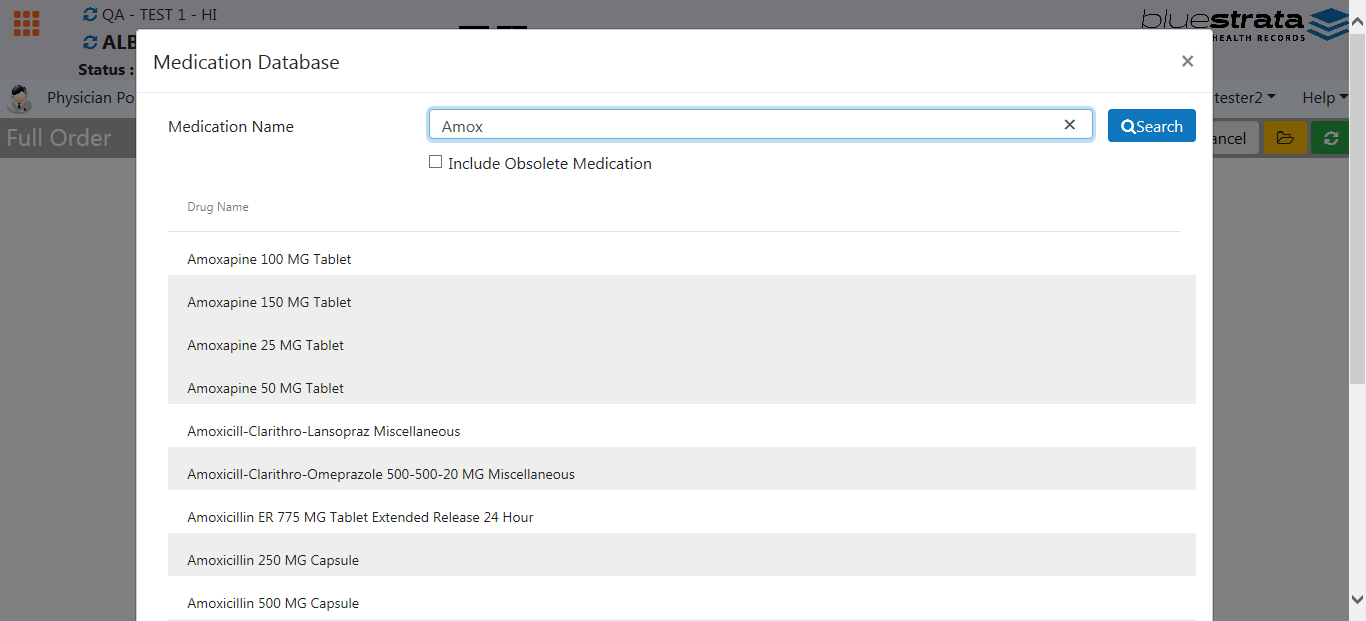 QA - TEST 1 - HI
bluestrata
HEALTH RECORDS
ALB
Status :
Medication Database
×
Physician Po
tester2
Help
Full Order
Medication Name
Amox
Search
ancel
Include Obsolete Medication
Drug Name
Amoxapine 100 MG Tablet
Amoxapine 150 MG Tablet
Amoxapine 25 MG Tablet
Amoxapine 50 MG Tablet
Amoxicill-Clarithro-Lansopraz Miscellaneous
Amoxicill-Clarithro-Omeprazole 500-500-20 MG Miscellaneous
Amoxicillin ER 775 MG Tablet Extended Release 24 Hour
Amoxicillin 250 MG Capsule
Amoxicillin 500 MG Capsule